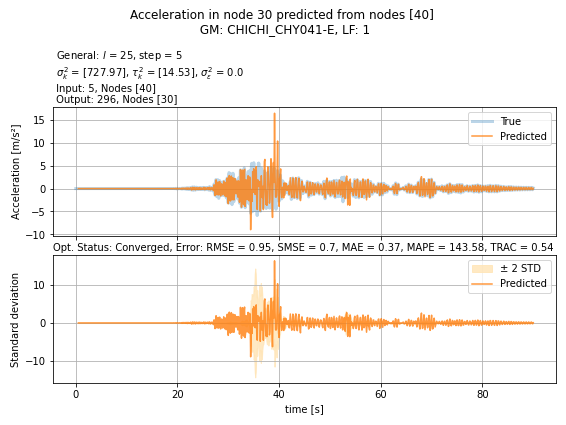 Acceleration in node 30 predicted from nodes [40]
GM: CHICHI_CHY041-E, LF: 1
General: l = 25, step = 5
σ²ₖ = [727.97], τ²ₖ = [14.53], σ²ε = 0.0
Input: 5, Nodes [40]
Output: 296, Nodes [30]
Acceleration [m/s²]
15
10
5
0
−5
−10
True
Predicted
Opt. Status: Converged, Error: RMSE = 0.95, SMSE = 0.7, MAE = 0.37, MAPE = 143.58, TRAC = 0.54
Standard deviation
10
0
−10
± 2 STD
Predicted
0 20 40 60 80
time [s]